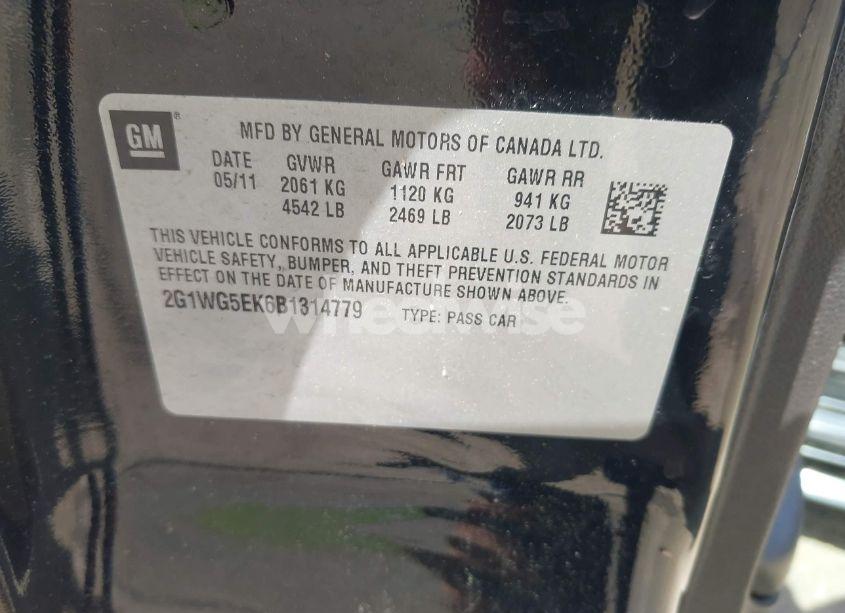 GM
MFD BY GENERAL MOTORS OF CANADA LTD.
DATE GVWR GAWR FRT GAWR RR
05/11 2061 KG 1120 KG 941 KG
4542 LB 2469 LB 2073 LB
THIS VEHICLE CONFORMS TO ALL APPLICABLE U.S. FEDERAL MOTOR
VEHICLE SAFETY, BUMPER, AND THEFT PREVENTION STANDARDS IN
EFFECT ON THE DATE OF MANUFACTURE SHOWN ABOVE.
2G1WG5EK6B1314779 TYPE: PASS CAR